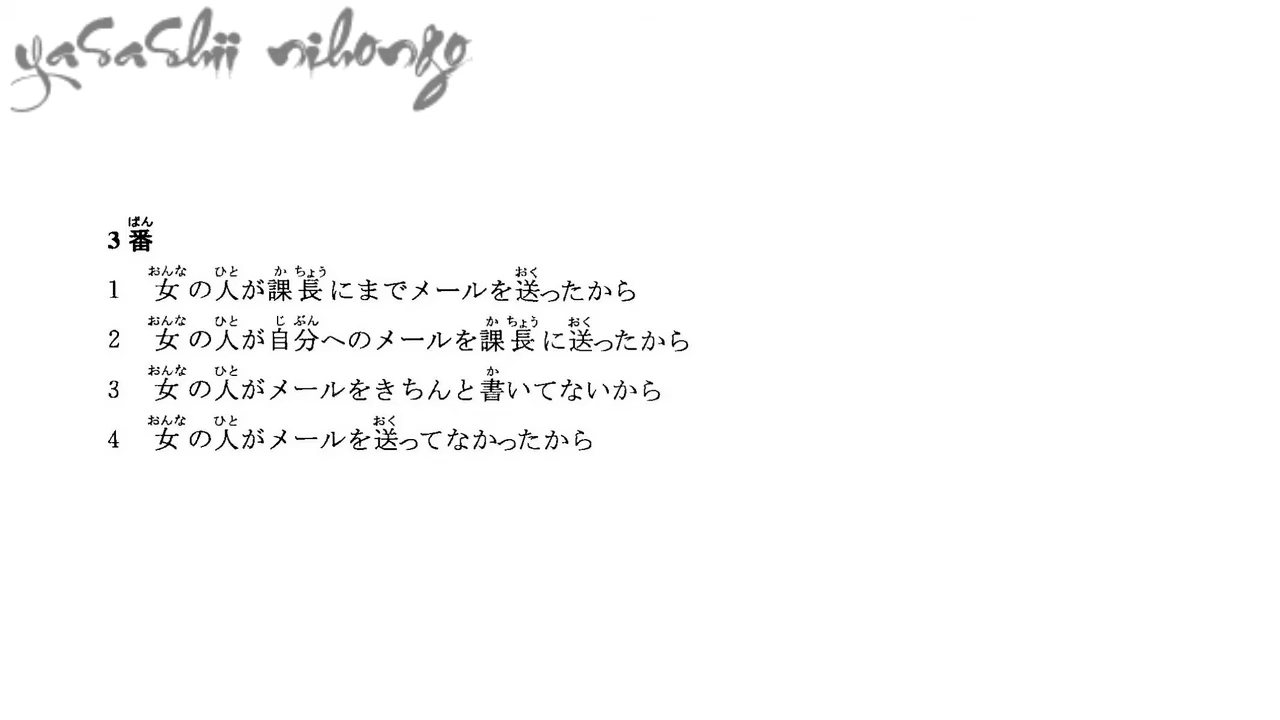 yasashii nihongo
3番
1 女の人が課長にまでメールを送ったから
2 女の人が自分へのメールを課長に送ったから
3 女の人がメールをきちんと書いてないから
4 女の人がメールを送ってなかったから